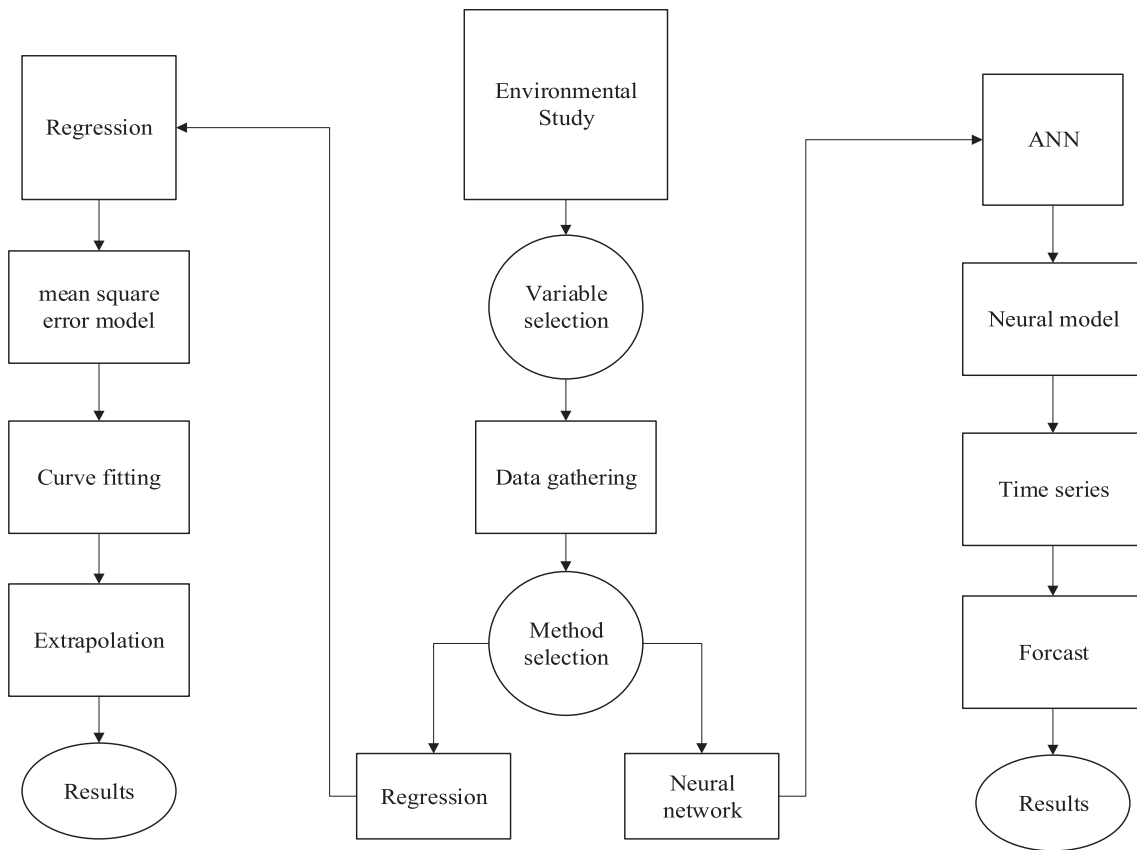 Environmental
Study
Variable
selection
Data gathering
Method
selection
Regression
Neural
network
Regression
mean square
error model
Curve fitting
Extrapolation
Results
ANN
Neural model
Time series
Forcast
Results